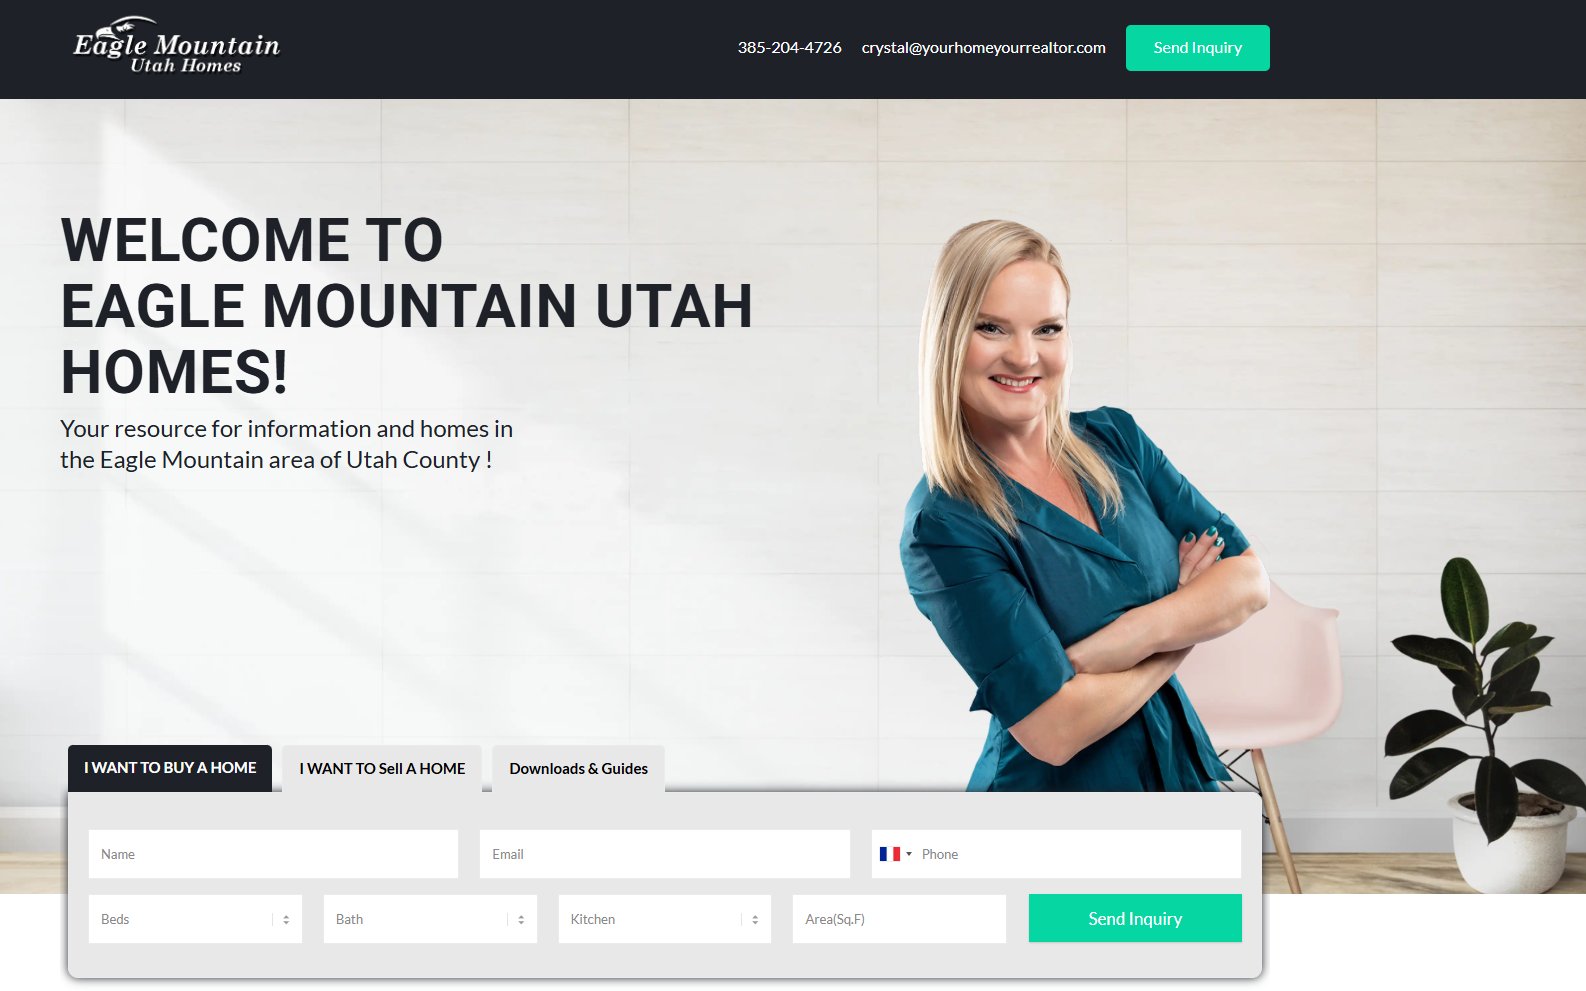 Eagle Mountain
Utah Homes
385-204-4726
crystal@yourhomeyourrealtor.com
Send Inquiry
WELCOME TO
EAGLE MOUNTAIN UTAH
HOMES!
Your resource for information and homes in
the Eagle Mountain area of Utah County !
I WANT TO BUY A HOME
I WANT TO Sell A HOME
Downloads & Guides
Name
Email
Phone
Beds
Bath
Kitchen
Area(Sq.F)
Send Inquiry